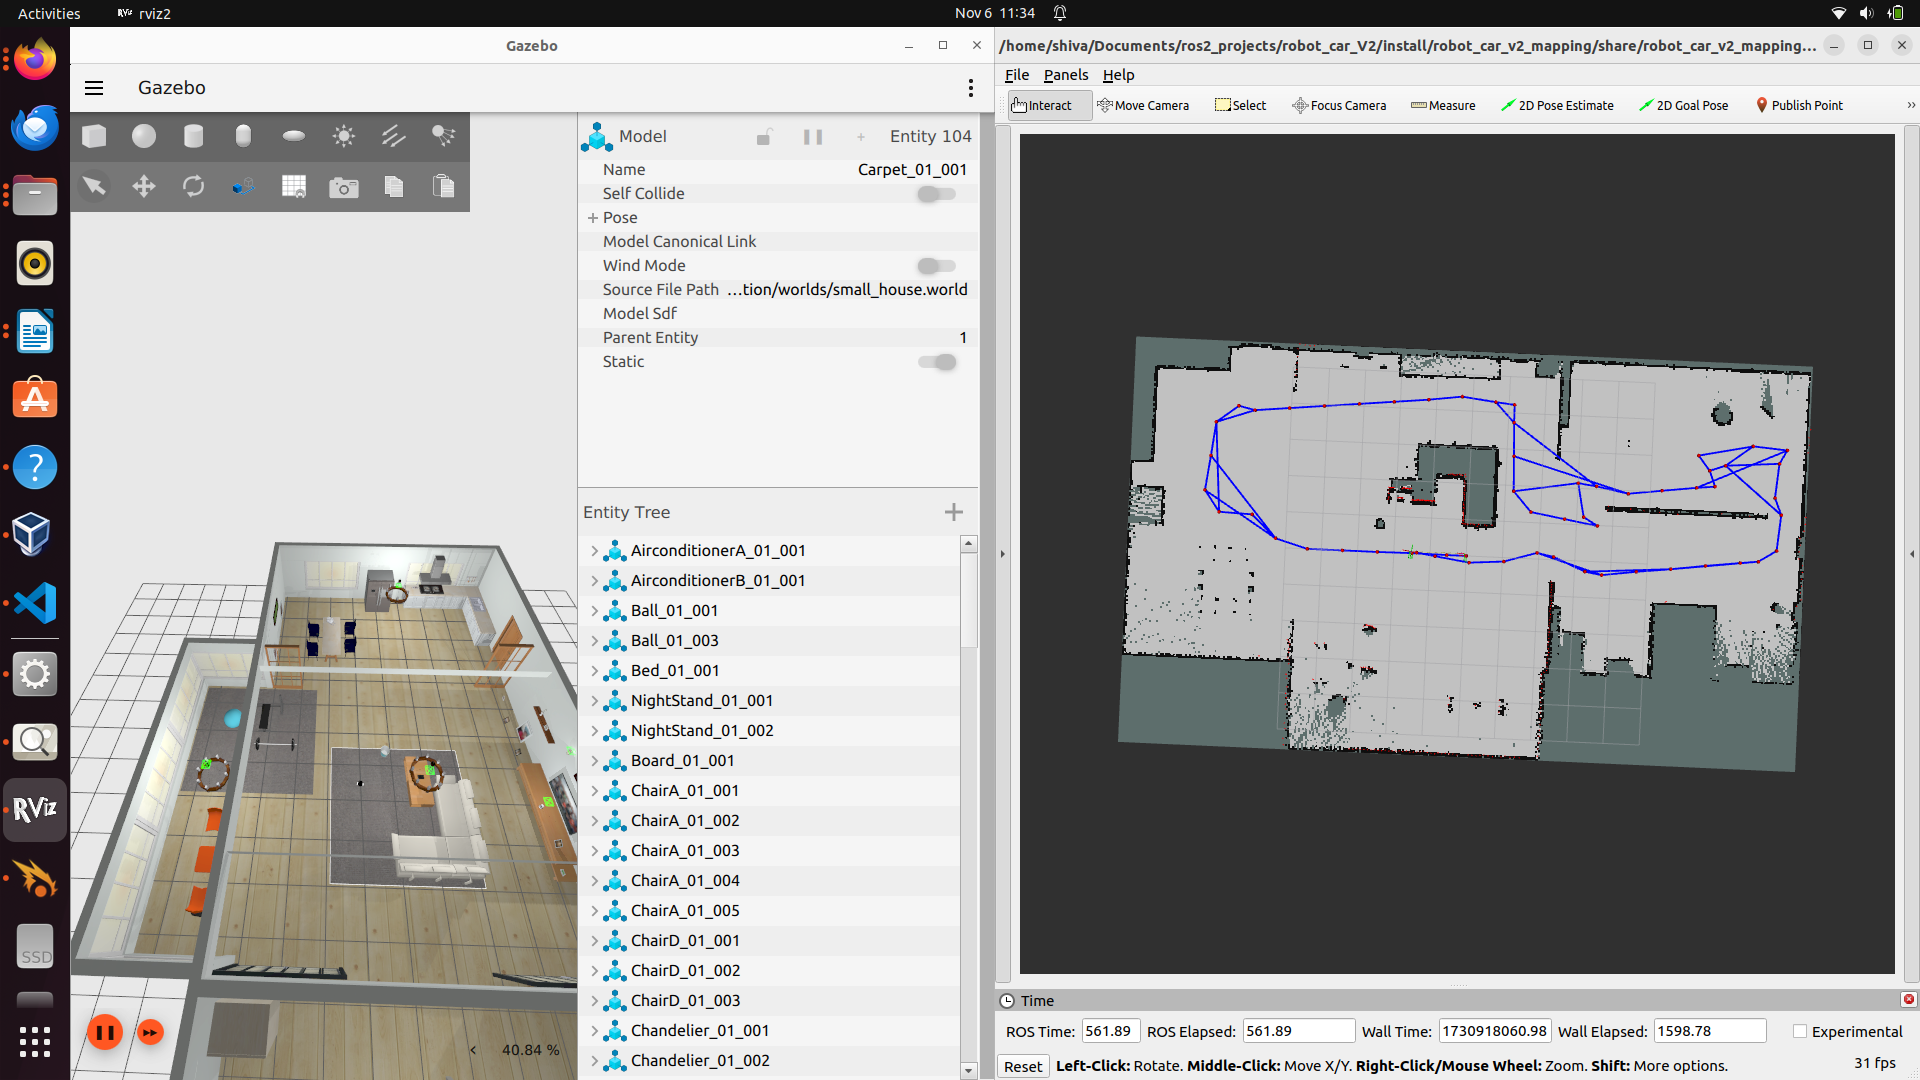 Activities
rviz2
Nov 6 11:34
Gazebo
Gazebo
Model
Entity 104
Name
Carpet_01_001
Self Collide
Pose
Model Canonical Link
Wind Mode
Source File Path
…tion/worlds/small_house.world
Model Sdf
Parent Entity
1
Static
Entity Tree
AirconditionerA_01_001
AirconditionerB_01_001
Ball_01_001
Ball_01_003
Bed_01_001
NightStand_01_001
NightStand_01_002
Board_01_001
ChairA_01_001
ChairA_01_002
ChairA_01_003
ChairA_01_004
ChairA_01_005
ChairD_01_001
ChairD_01_002
ChairD_01_003
Chandelier_01_001
Chandelier_01_002
40.84 %
RViz
SSD
/home/shiva/Documents/ros2_projects/robot_car_V2/install/robot_car_v2_mapping/share/robot_car_v2_mapping...
File Panels Help
Interact
Move Camera
Select
Focus Camera
Measure
2D Pose Estimate
2D Goal Pose
Publish Point
Time
ROS Time: 561.89 ROS Elapsed: 561.89 Wall Time: 1730918060.98 Wall Elapsed: 1598.78 Experimental
Reset Left-Click: Rotate. Middle-Click: Move X/Y. Right-Click/Mouse Wheel: Zoom. Shift: More options.
31 fps